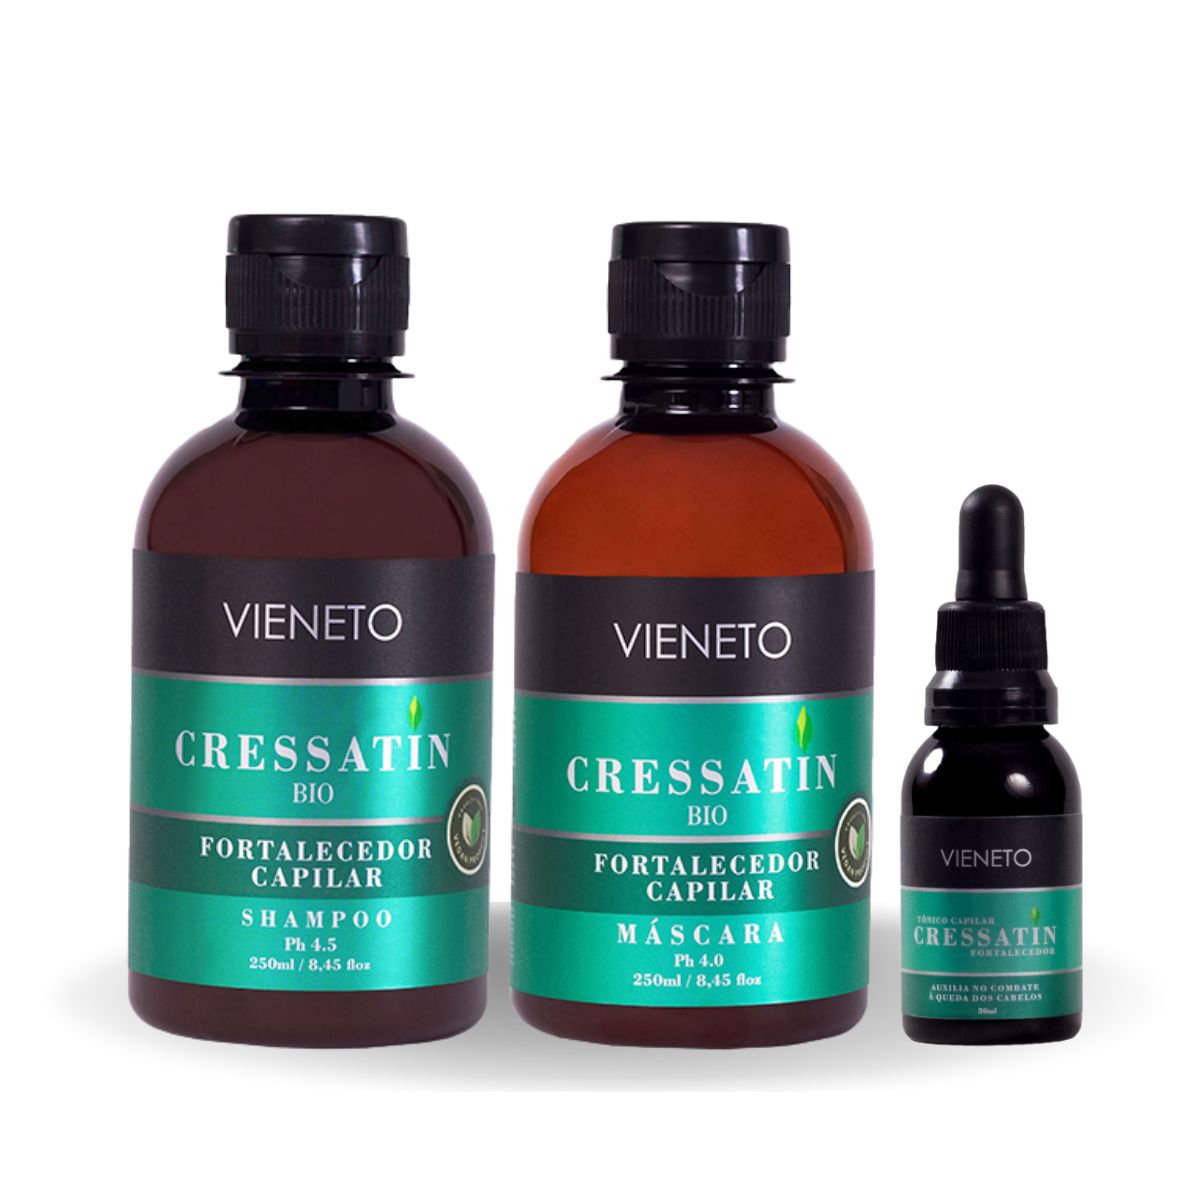 VIENETO
CRESSATIN
BIO
FORTALECEDOR
CAPILAR
SHAMPOO
Ph 4.5
250ml / 8,45 floz
VIENETO
CRESSATIN
BIO
FORTALECEDOR
CAPILAR
MÁSCARA
Ph 4.0
250ml / 8,45 floz
VIENETO
TÔNICO CAPILAR
CRESSATIN
FORTALECEDOR
AUXILIA NO COMBATE
À QUEDA DOS CABELOS
30ml